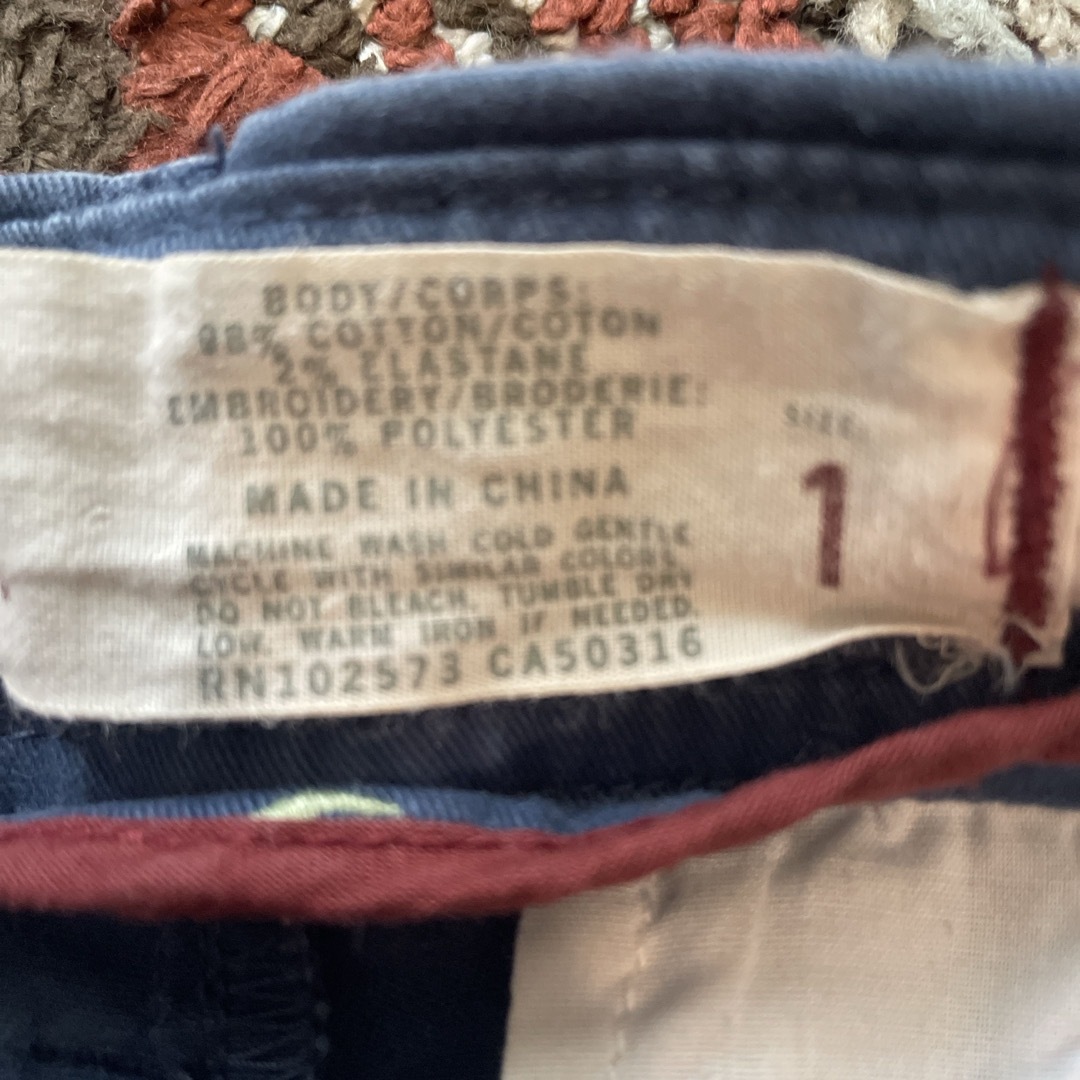 BODY/CORPS:
98% COTTON/COTON
2% ELASTANE
EMBROIDERY/BRODERIE:
100% POLYESTER
MADE IN CHINA
MACHINE WASH COLD GENTLE
CYCLE WITH SIMILAR COLORS.
DO NOT BLEACH. TUMBLE DRY
LOW. WARM IRON IF NEEDED.
RN102573 CA50316
SIZE:
1